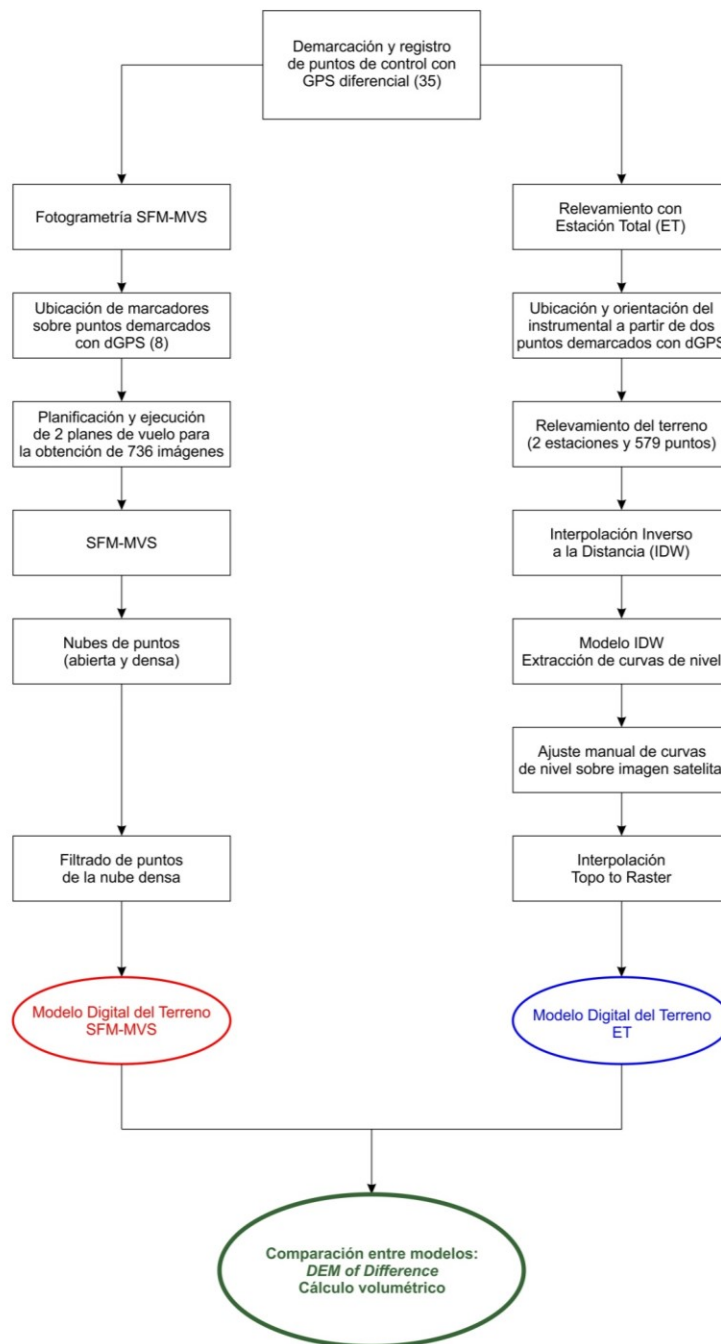 Demarcación y registro
de puntos de control con
GPS diferencial (35)
Fotogrametría SFM-MVS
Ubicación de marcadores
sobre puntos demarcados
con dGPS (8)
Planificación y ejecución
de 2 planes de vuelo para
la obtención de 736 imágenes
SFM-MVS
Nubes de puntos
(abierta y densa)
Filtrado de puntos
de la nube densa
Modelo Digital del Terreno
SFM-MVS
Relevamiento con
Estación Total (ET)
Ubicación y orientación del
instrumental a partir de dos
puntos demarcados con dGPS
Relevamiento del terreno
(2 estaciones y 579 puntos)
Interpolación Inverso
a la Distancia (IDW)
Modelo IDW
Extracción de curvas de nivel
Ajuste manual de curvas
de nivel sobre imagen satelita
Interpolación
Topo to Raster
Modelo Digital del Terreno
ET
Comparación entre modelos:
DEM of Difference
Cálculo volumétrico